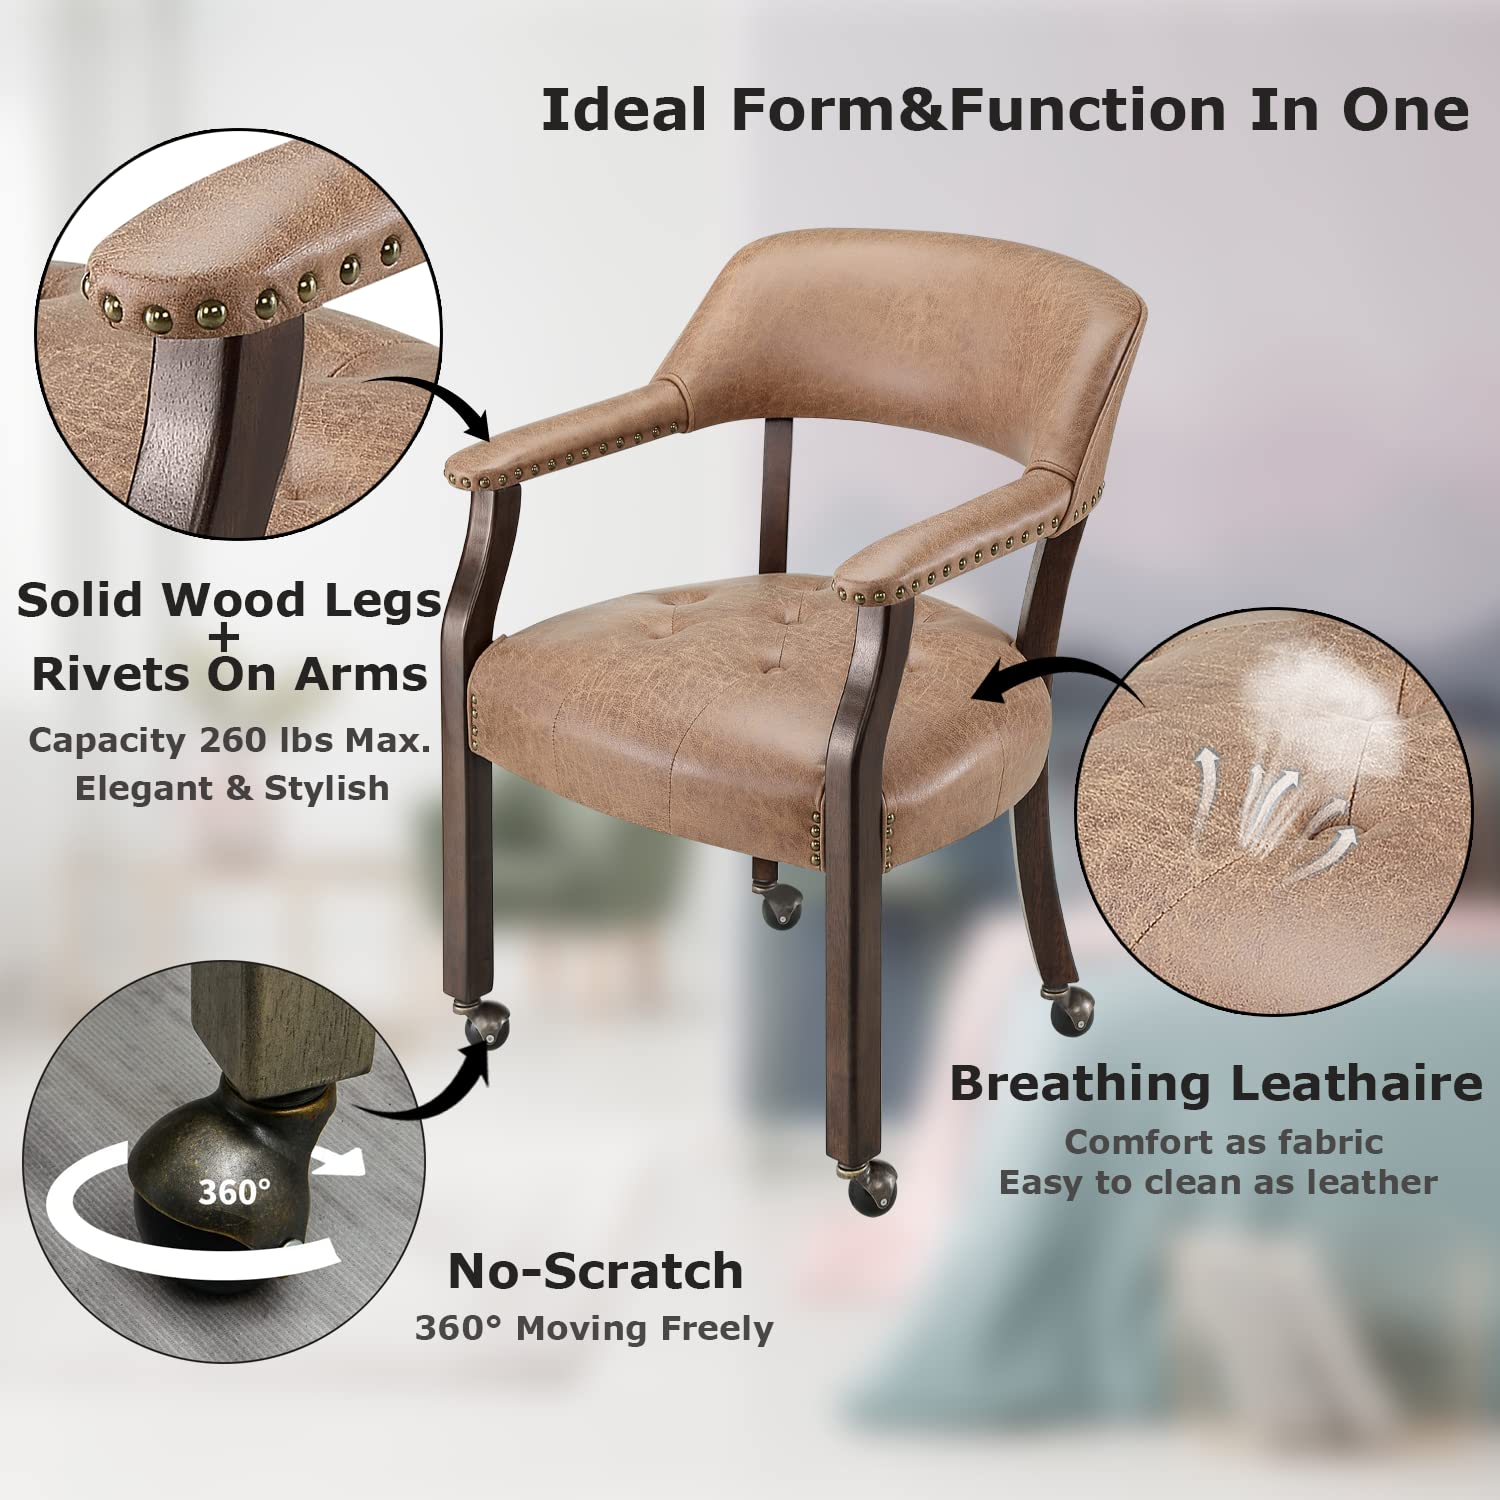 Ideal Form&Function In One
Solid Wood Legs
+
Rivets On Arms
Capacity 260 lbs Max.
Elegant & Stylish
Breathing Leathaire
Comfort as fabric
Easy to clean as leather
360°
No-Scratch
360° Moving Freely